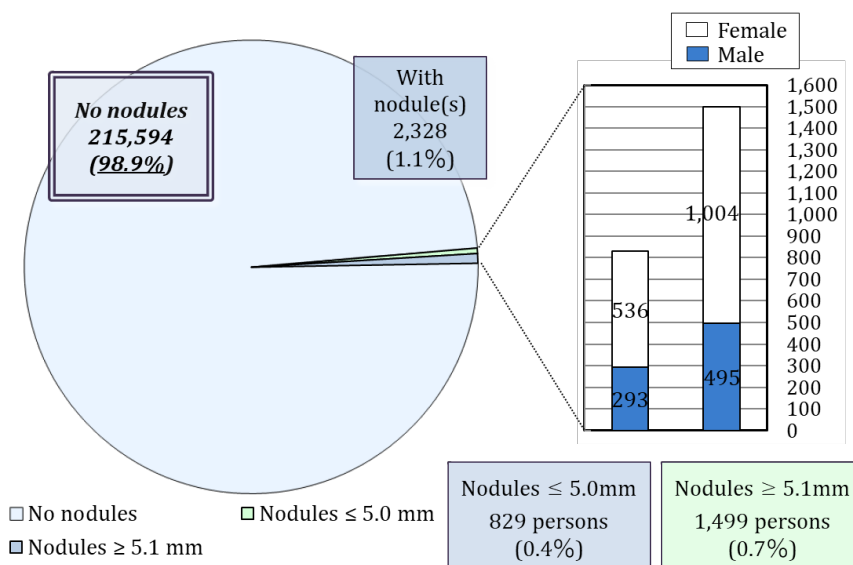 Female
Male
No nodules
215,594
(98.9%)
With
nodule(s)
2,328
(1.1%)
1,600
1,500
1,400
1,300
1,200
1,100
1,000
900
800
700
600
500
400
300
200
100
0
1,004
536
495
293
No nodules
Nodules ≤ 5.0 mm
Nodules ≥ 5.1 mm
Nodules ≤ 5.0mm
829 persons
(0.4%)
Nodules ≥ 5.1mm
1,499 persons
(0.7%)